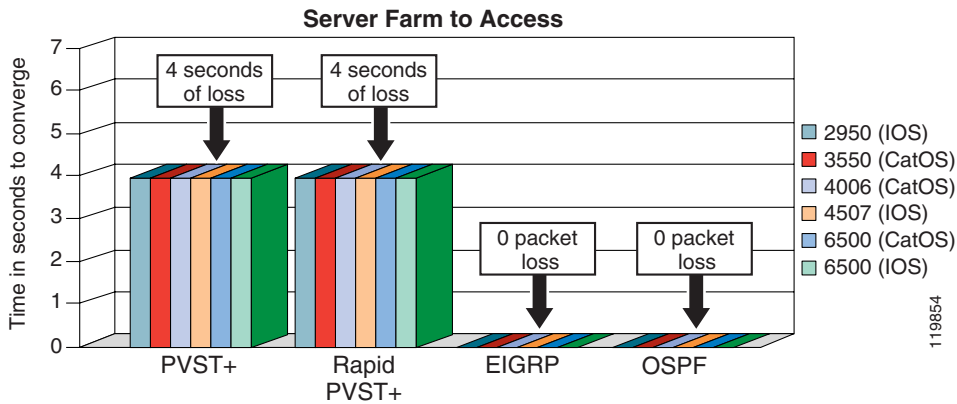 Server Farm to Access
Time in seconds to converge
7
6
5
4
3
2
1
0
4 seconds
of loss
4 seconds
of loss
0 packet
loss
0 packet
loss
PVST+
Rapid
PVST+
EIGRP
OSPF
2950 (IOS)
3550 (CatOS)
4006 (CatOS)
4507 (IOS)
6500 (CatOS)
6500 (IOS)
119854